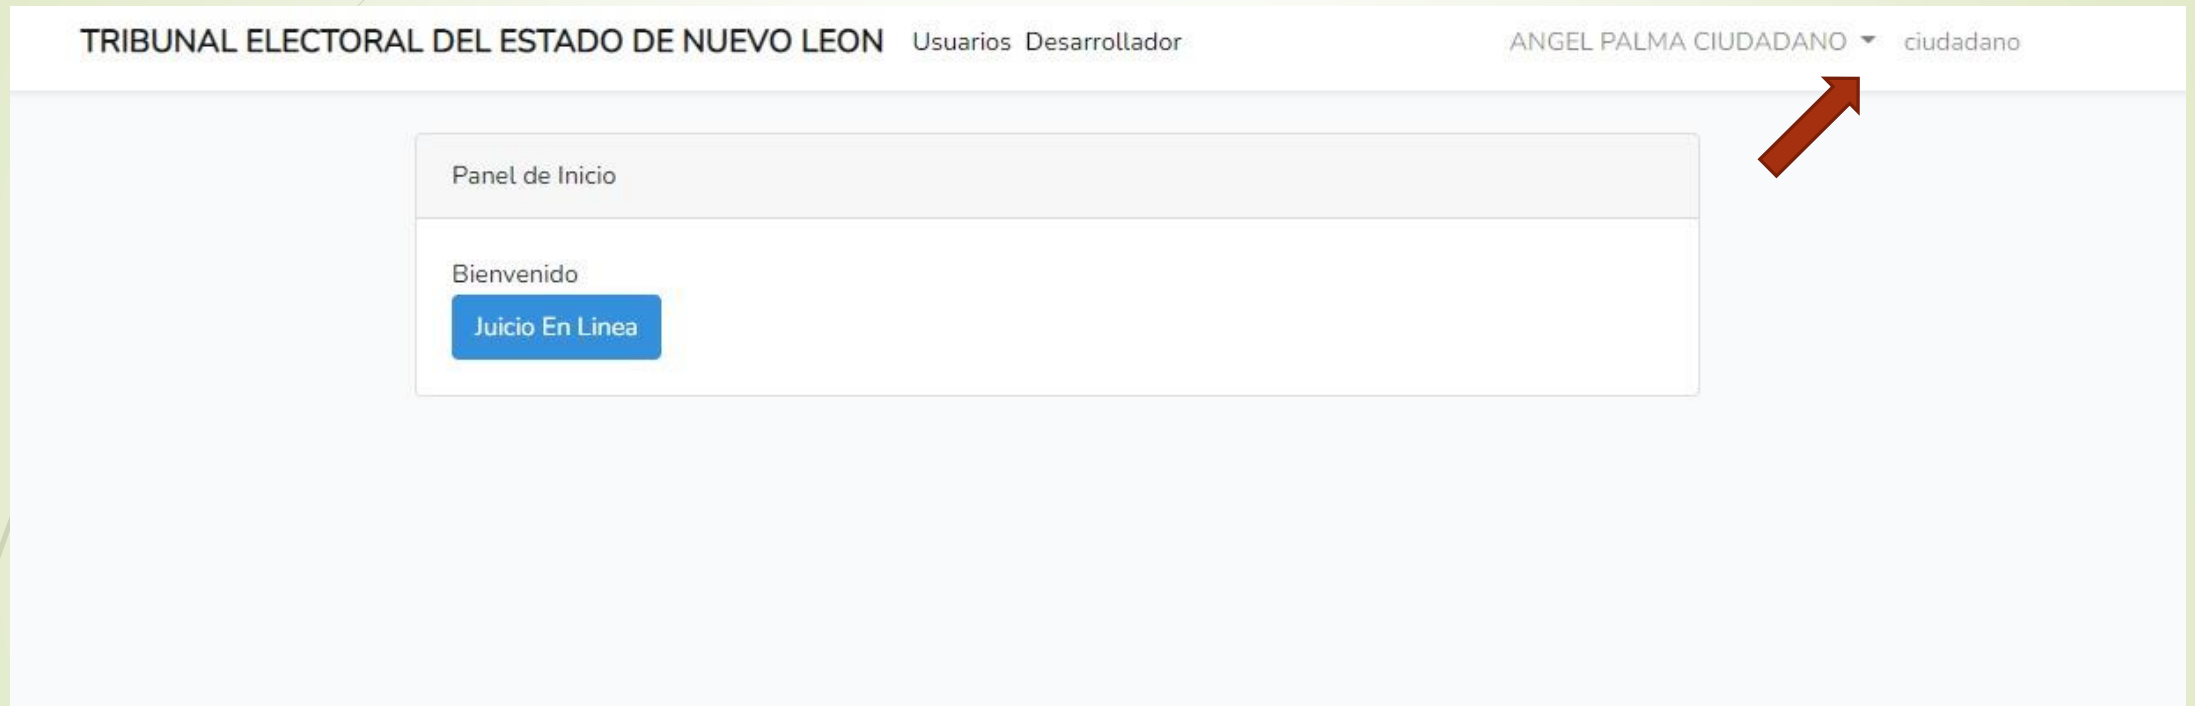 TRIBUNAL ELECTORAL DEL ESTADO DE NUEVO LEON Usuarios Desarrollador ANGEL PALMA CIUDADANO ciudadano
Panel de Inicio
Bienvenido
Juicio En Linea